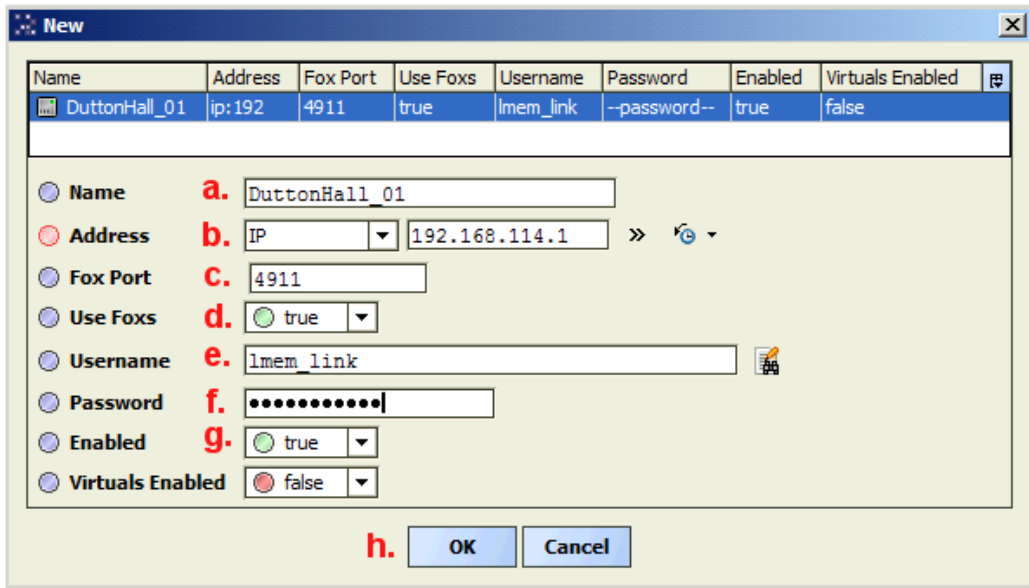 New
Name Address Fox Port Use Foxs Username Password Enabled Virtuals Enabled
DuttonHall_01 ip:192 4911 true lmem_link --password-- true false
Name a. DuttonHall_01
Address b. IP 192.168.114.1 »
Fox Port c. 4911
Use Foxs d. true
Username e. lmem_link
Password f. ●●●●●●●●●●●
Enabled g. true
Virtuals Enabled false
h. OK Cancel